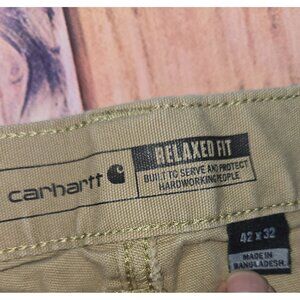 carhartt
RELAXED FIT
BUILT TO SERVE AND PROTECT
HARDWORKING PEOPLE
42 x 32
MADE IN
BANGLADESH